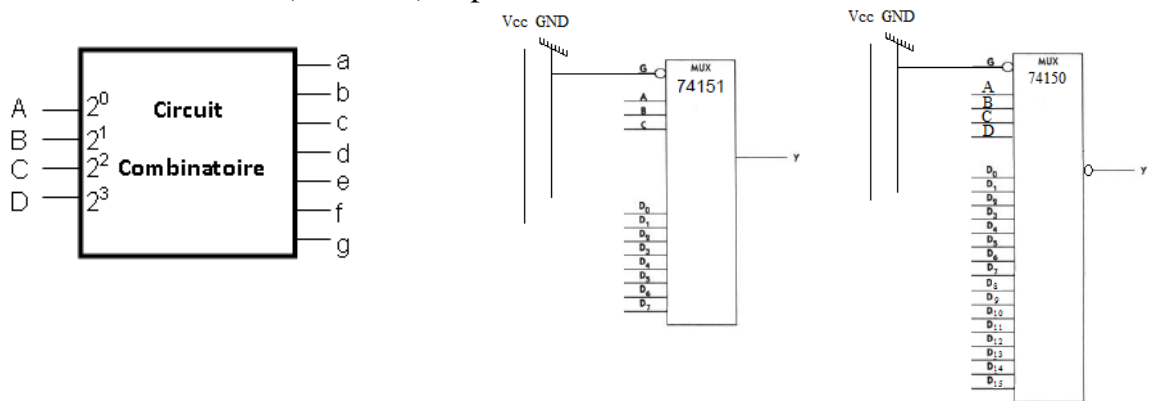 A
B
C
D
2⁰
2¹
2²
2³
Circuit
Combinatoire
a
b
c
d
e
f
g
Vcc GND
G
MUX
74151
A
B
C
y
D₀
D₁
D₂
D₃
D₄
D₅
D₆
D₇
Vcc GND
G
MUX
74150
A
B
C
D
y
D₀
D₁
D₂
D₃
D₄
D₅
D₆
D₇
D₈
D₉
D₁₀
D₁₁
D₁₂
D₁₃
D₁₄
D₁₅